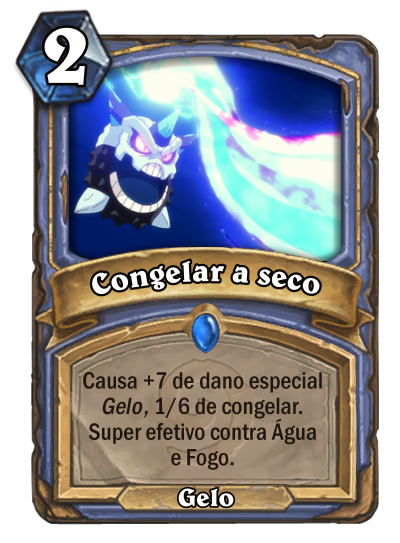 2
Congelar a seco
Causa +7 de dano especial
Gelo, 1/6 de congelar.
Super efetivo contra Água
e Fogo.
Gelo